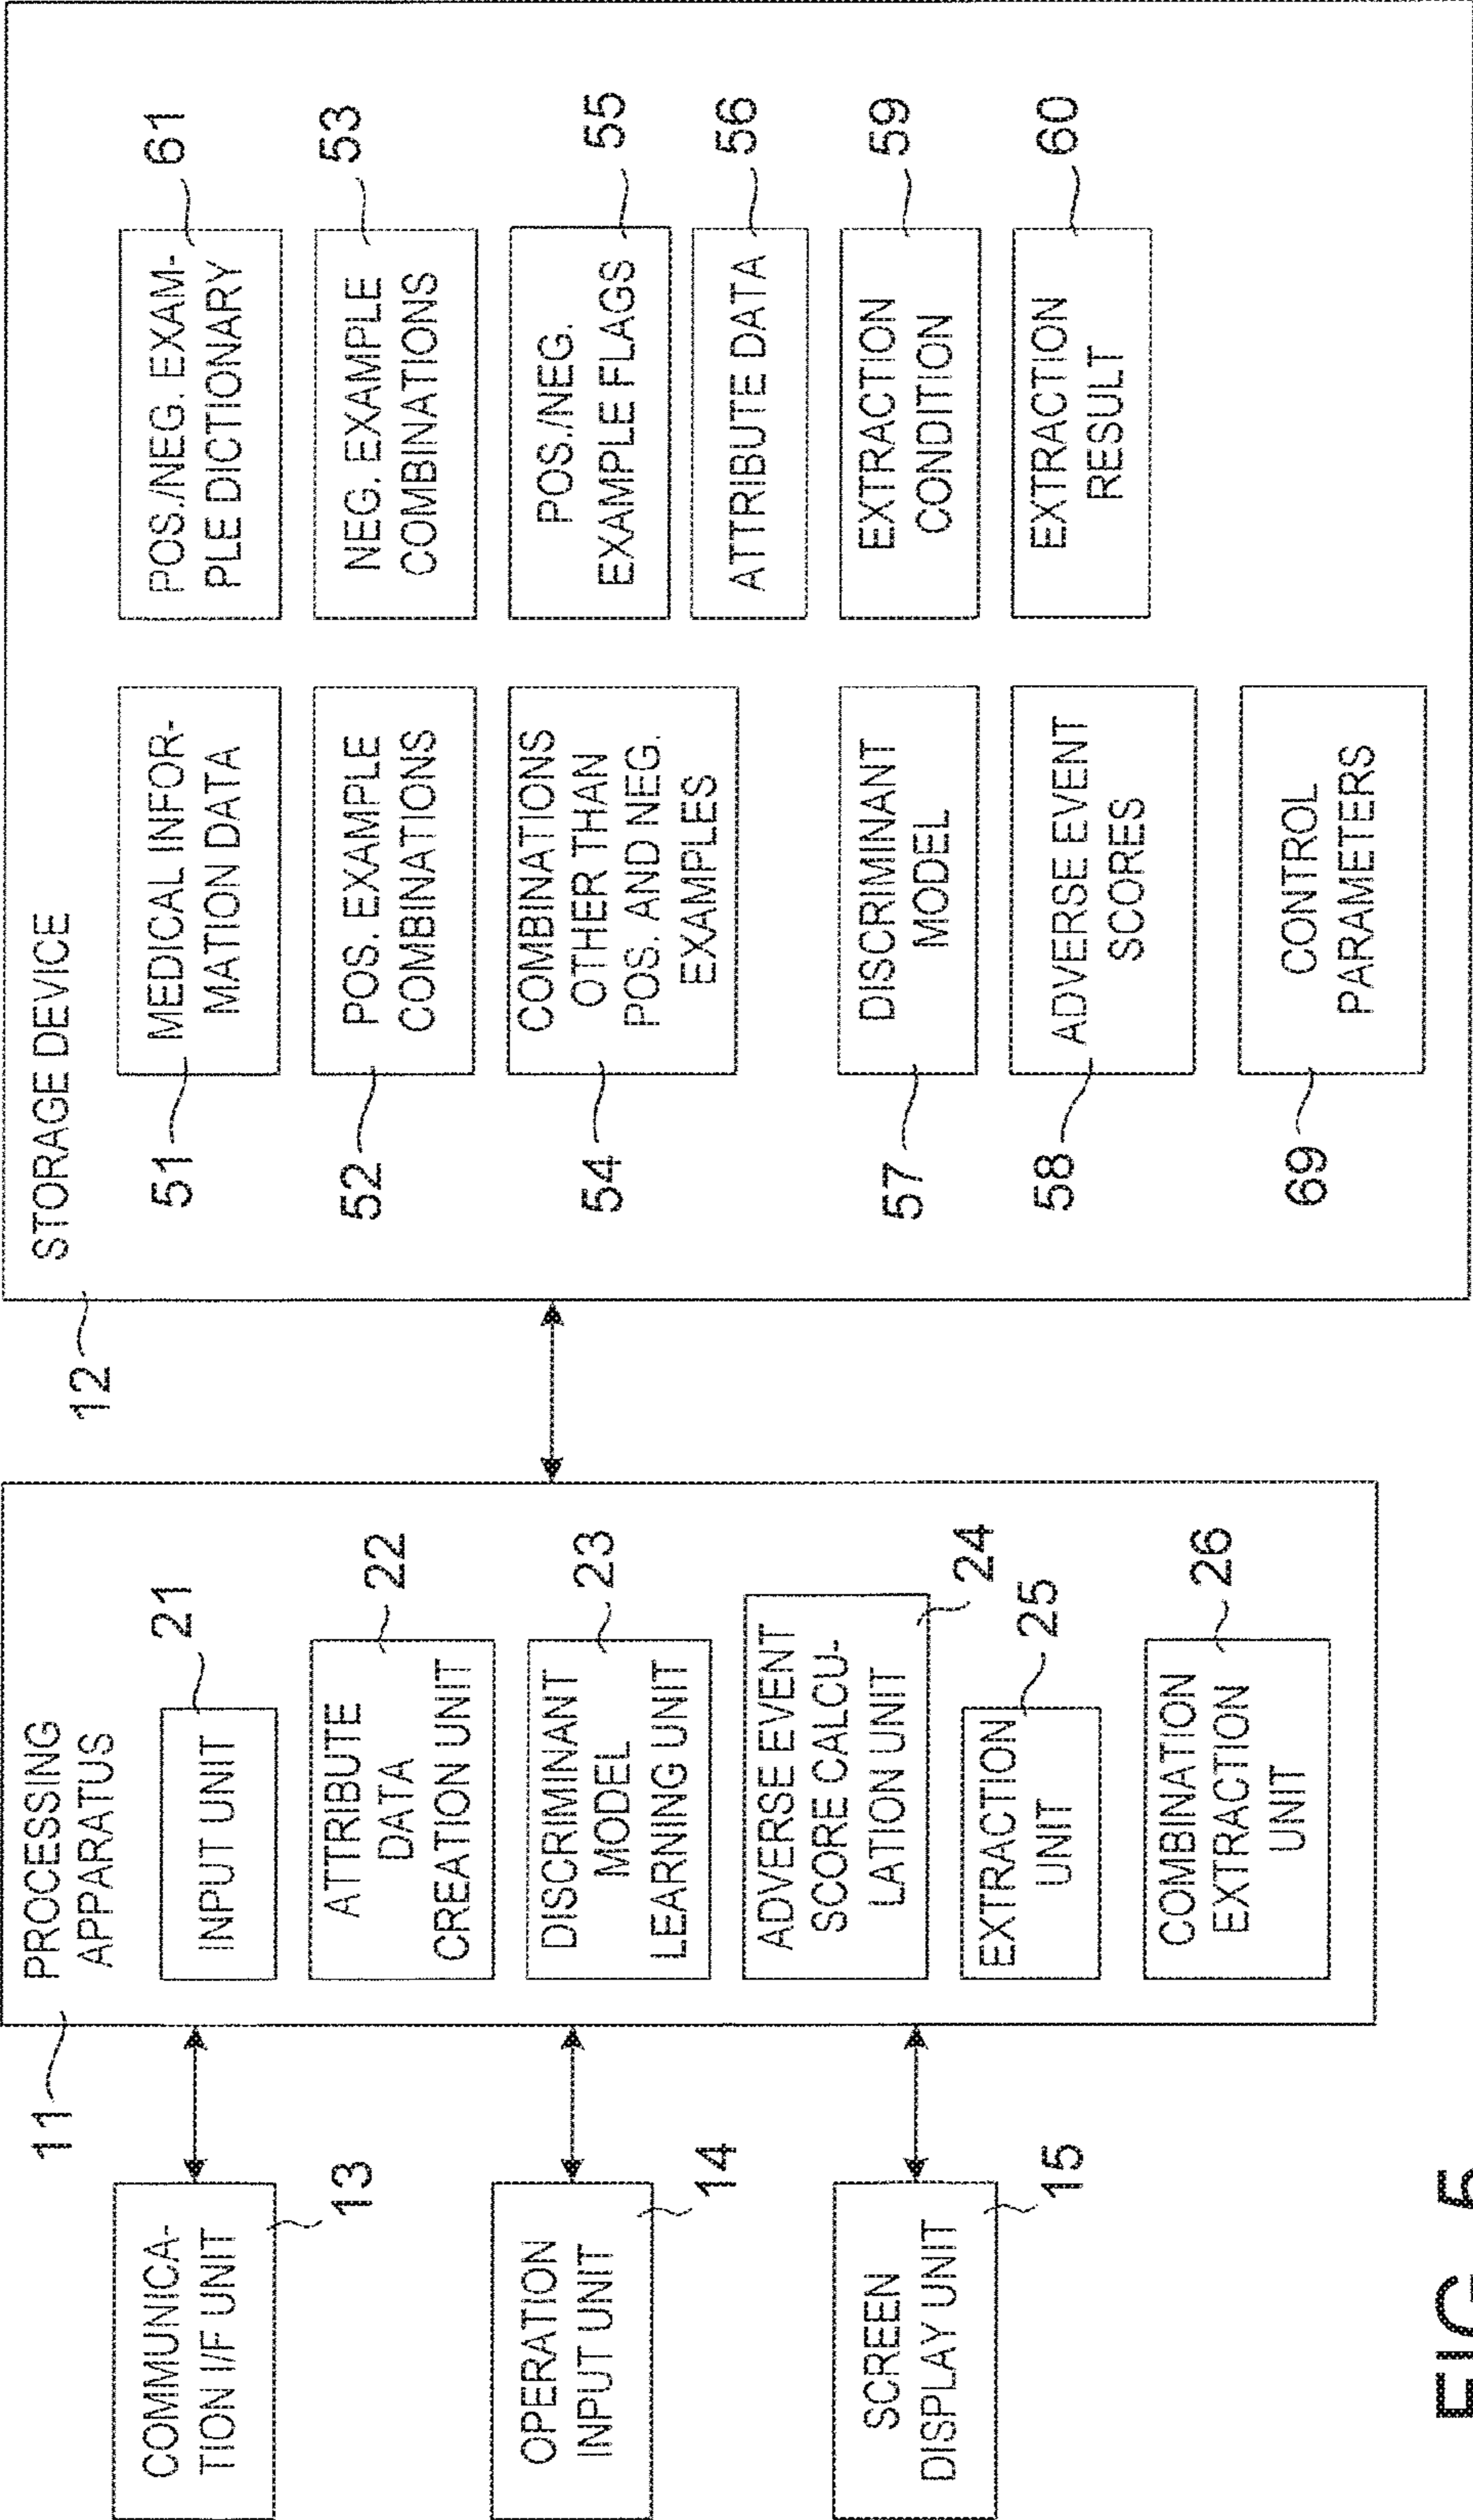 COMMUNICA-
TION I/F UNIT
13
OPERATION
INPUT UNIT
14
SCREEN
DISPLAY UNIT
15
11
PROCESSING
APPARATUS
INPUT UNIT
21
ATTRIBUTE
DATA
CREATION UNIT
22
DISCRIMINANT
MODEL
LEARNING UNIT
23
ADVERSE EVENT
SCORE CALCU-
LATION UNIT
24
EXTRACTION
UNIT
25
COMBINATION
EXTRACTION
UNIT
26
12
STORAGE DEVICE
51
MEDICAL INFOR-
MATION DATA
POS./NEG. EXAM-
PLE DICTIONARY
61
52
POS. EXAMPLE
COMBINATIONS
NEG. EXAMPLE
COMBINATIONS
53
54
COMBINATIONS
OTHER THAN
POS. AND NEG.
EXAMPLES
POS./NEG.
EXAMPLE FLAGS
55
ATTRIBUTE DATA
56
57
DISCRIMINANT
MODEL
EXTRACTION
CONDITION
59
58
ADVERSE EVENT
SCORES
EXTRACTION
RESULT
60
69
CONTROL
PARAMETERS
FIG. 5